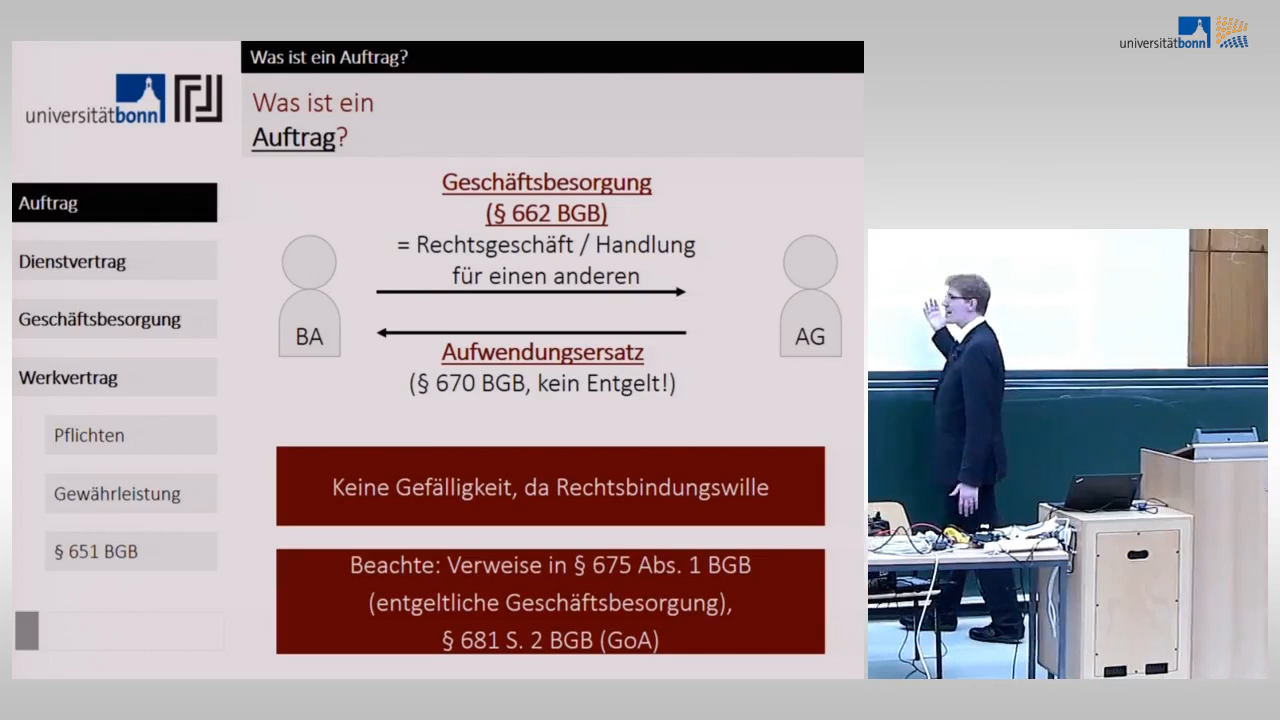 universitätbonn
Was ist ein Auftrag?
universitätbonn
Was ist ein
Auftrag?
Auftrag
Dienstvertrag
Geschäftsbesorgung
Werkvertrag
Pflichten
Gewährleistung
§ 651 BGB
Geschäftsbesorgung
(§ 662 BGB)
= Rechtsgeschäft / Handlung
für einen anderen
BA
AG
Aufwendungsersatz
(§ 670 BGB, kein Entgelt!)
Keine Gefälligkeit, da Rechtsbindungswille
Beachte: Verweise in § 675 Abs. 1 BGB
(entgeltliche Geschäftsbesorgung),
§ 681 S. 2 BGB (GoA)